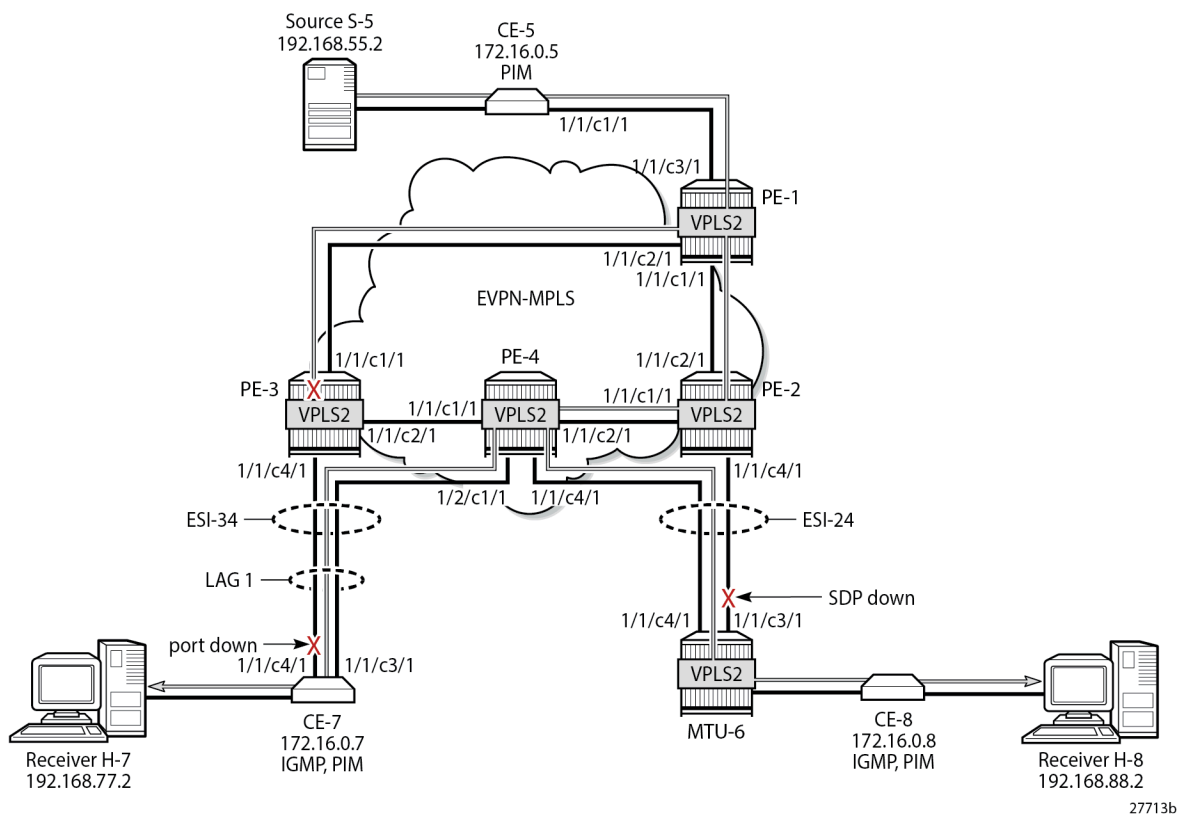 Source S-5
192.168.55.2
CE-5
172.16.0.5
PIM
1/1/c1/1
1/1/c3/1
PE-1
VPLS2
1/1/c2/1
1/1/c1/1
EVPN-MPLS
1/1/c1/1
PE-4
1/1/c2/1
PE-3
PE-2
VPLS2
1/1/c1/1
VPLS2
1/1/c1/1
VPLS2
1/1/c2/1
1/1/c2/1
1/1/c4/1
1/2/c1/1
1/1/c4/1
1/1/c4/1
ESI-34
ESI-24
LAG 1
SDP down
port down
1/1/c4/1
1/1/c3/1
1/1/c4/1
1/1/c3/1
VPLS2
MTU-6
CE-7
172.16.0.7
IGMP, PIM
CE-8
172.16.0.8
IGMP, PIM
Receiver H-7
192.168.77.2
Receiver H-8
192.168.88.2
27713b